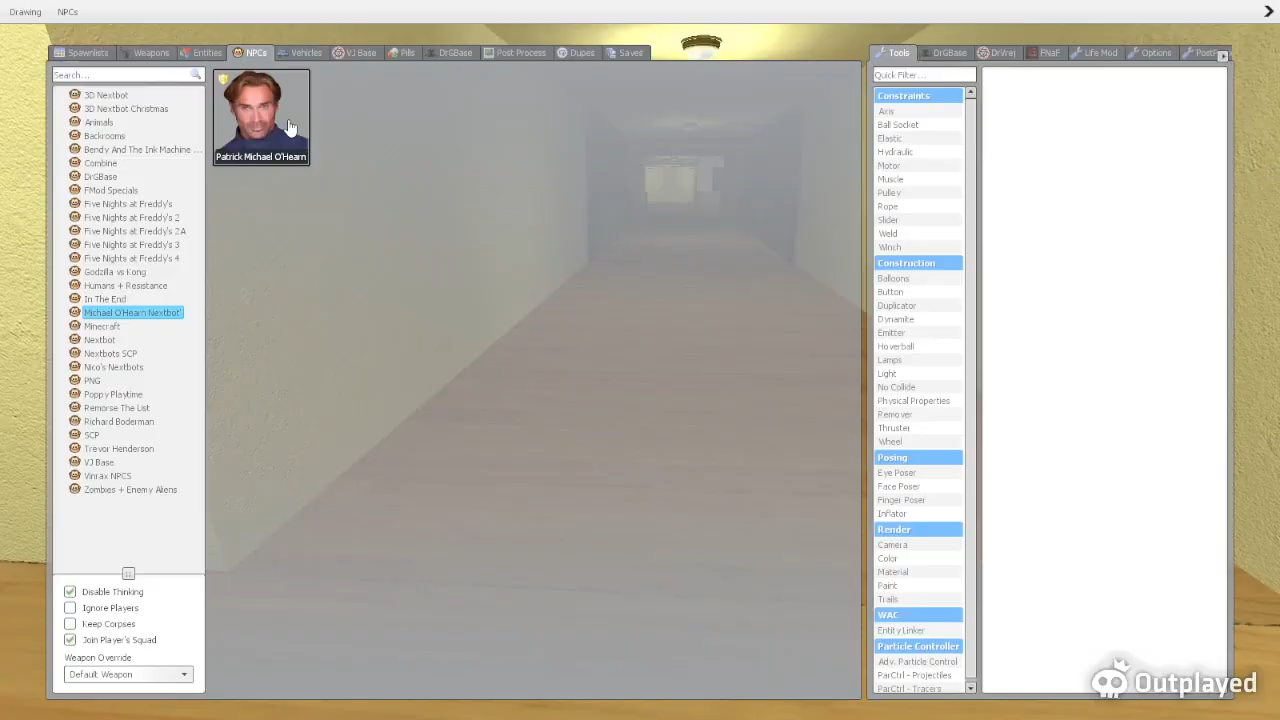 Drawing NPCs
Spawnlists Weapons Entities NPCs Vehicles VJ Base Pills DrGBase Post Process Dupes Saves
Search...
3D Nextbot
3D Nextbot Christmas
Animals
Backrooms
Bendy And The Ink Machine ...
Combine
DrGBase
FMod Specials
Five Nights at Freddy's
Five Nights at Freddy's 2
Five Nights at Freddy's 2A
Five Nights at Freddy's 3
Five Nights at Freddy's 4
Godzilla vs Kong
Humans + Resistance
In The End
Michael O'Hearn Nextbot
Minecraft
Nextbot
Nextbots SCP
Nico's Nextbots
PNG
Poppy Playtime
Remorse The List
Richard Boderman
SCP
Trevor Henderson
VJ Base
Vinrax NPCS
Zombies + Enemy Aliens
Disable Thinking
Ignore Players
Keep Corpses
Join Player's Squad
Weapon Override
Default Weapon
Patrick Michael O'Hearn
Tools DrGBase DrVrej FNaF Life Mod Options
Quick Filter...
Constraints
Axis
Ball Socket
Elastic
Hydraulic
Motor
Muscle
Pulley
Rope
Slider
Weld
Winch
Construction
Balloons
Button
Duplicator
Dynamite
Emitter
Hoverball
Lamps
Light
No Collide
Physical Properties
Remover
Thruster
Wheel
Posing
Eye Poser
Face Poser
Finger Poser
Inflator
Render
Camera
Color
Material
Paint
Trails
WAC
Entity Linker
Particle Controller
Adv. Particle Control
ParCtrl - Projectiles
ParCtrl - Tracers
Outplayed